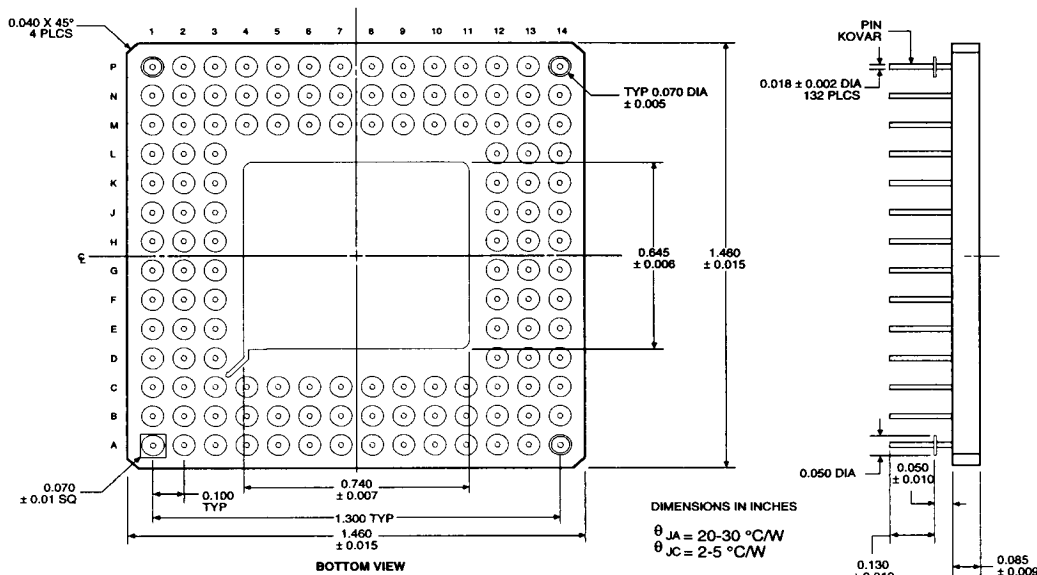 0.040 X 45°
4 PLCS
1 2 3 4 5 6 7 8 9 10 11 12 13 14
P
N
M
L
K
J
H
G
F
E
D
C
B
A
TYP 0.070 DIA
± 0.005
0.645
± 0.006
1.460
± 0.015
0.070
± 0.01 SQ
0.100
TYP
0.740
± 0.007
1.300 TYP
1.460
± 0.015
BOTTOM VIEW
DIMENSIONS IN INCHES
θ JA = 20-30 °C/W
θ JC = 2-5 °C/W
PIN
KOVAR
0.018 ± 0.002 DIA
132 PLCS
0.050 DIA
0.050
± 0.010
0.130
0.085
± 0.009